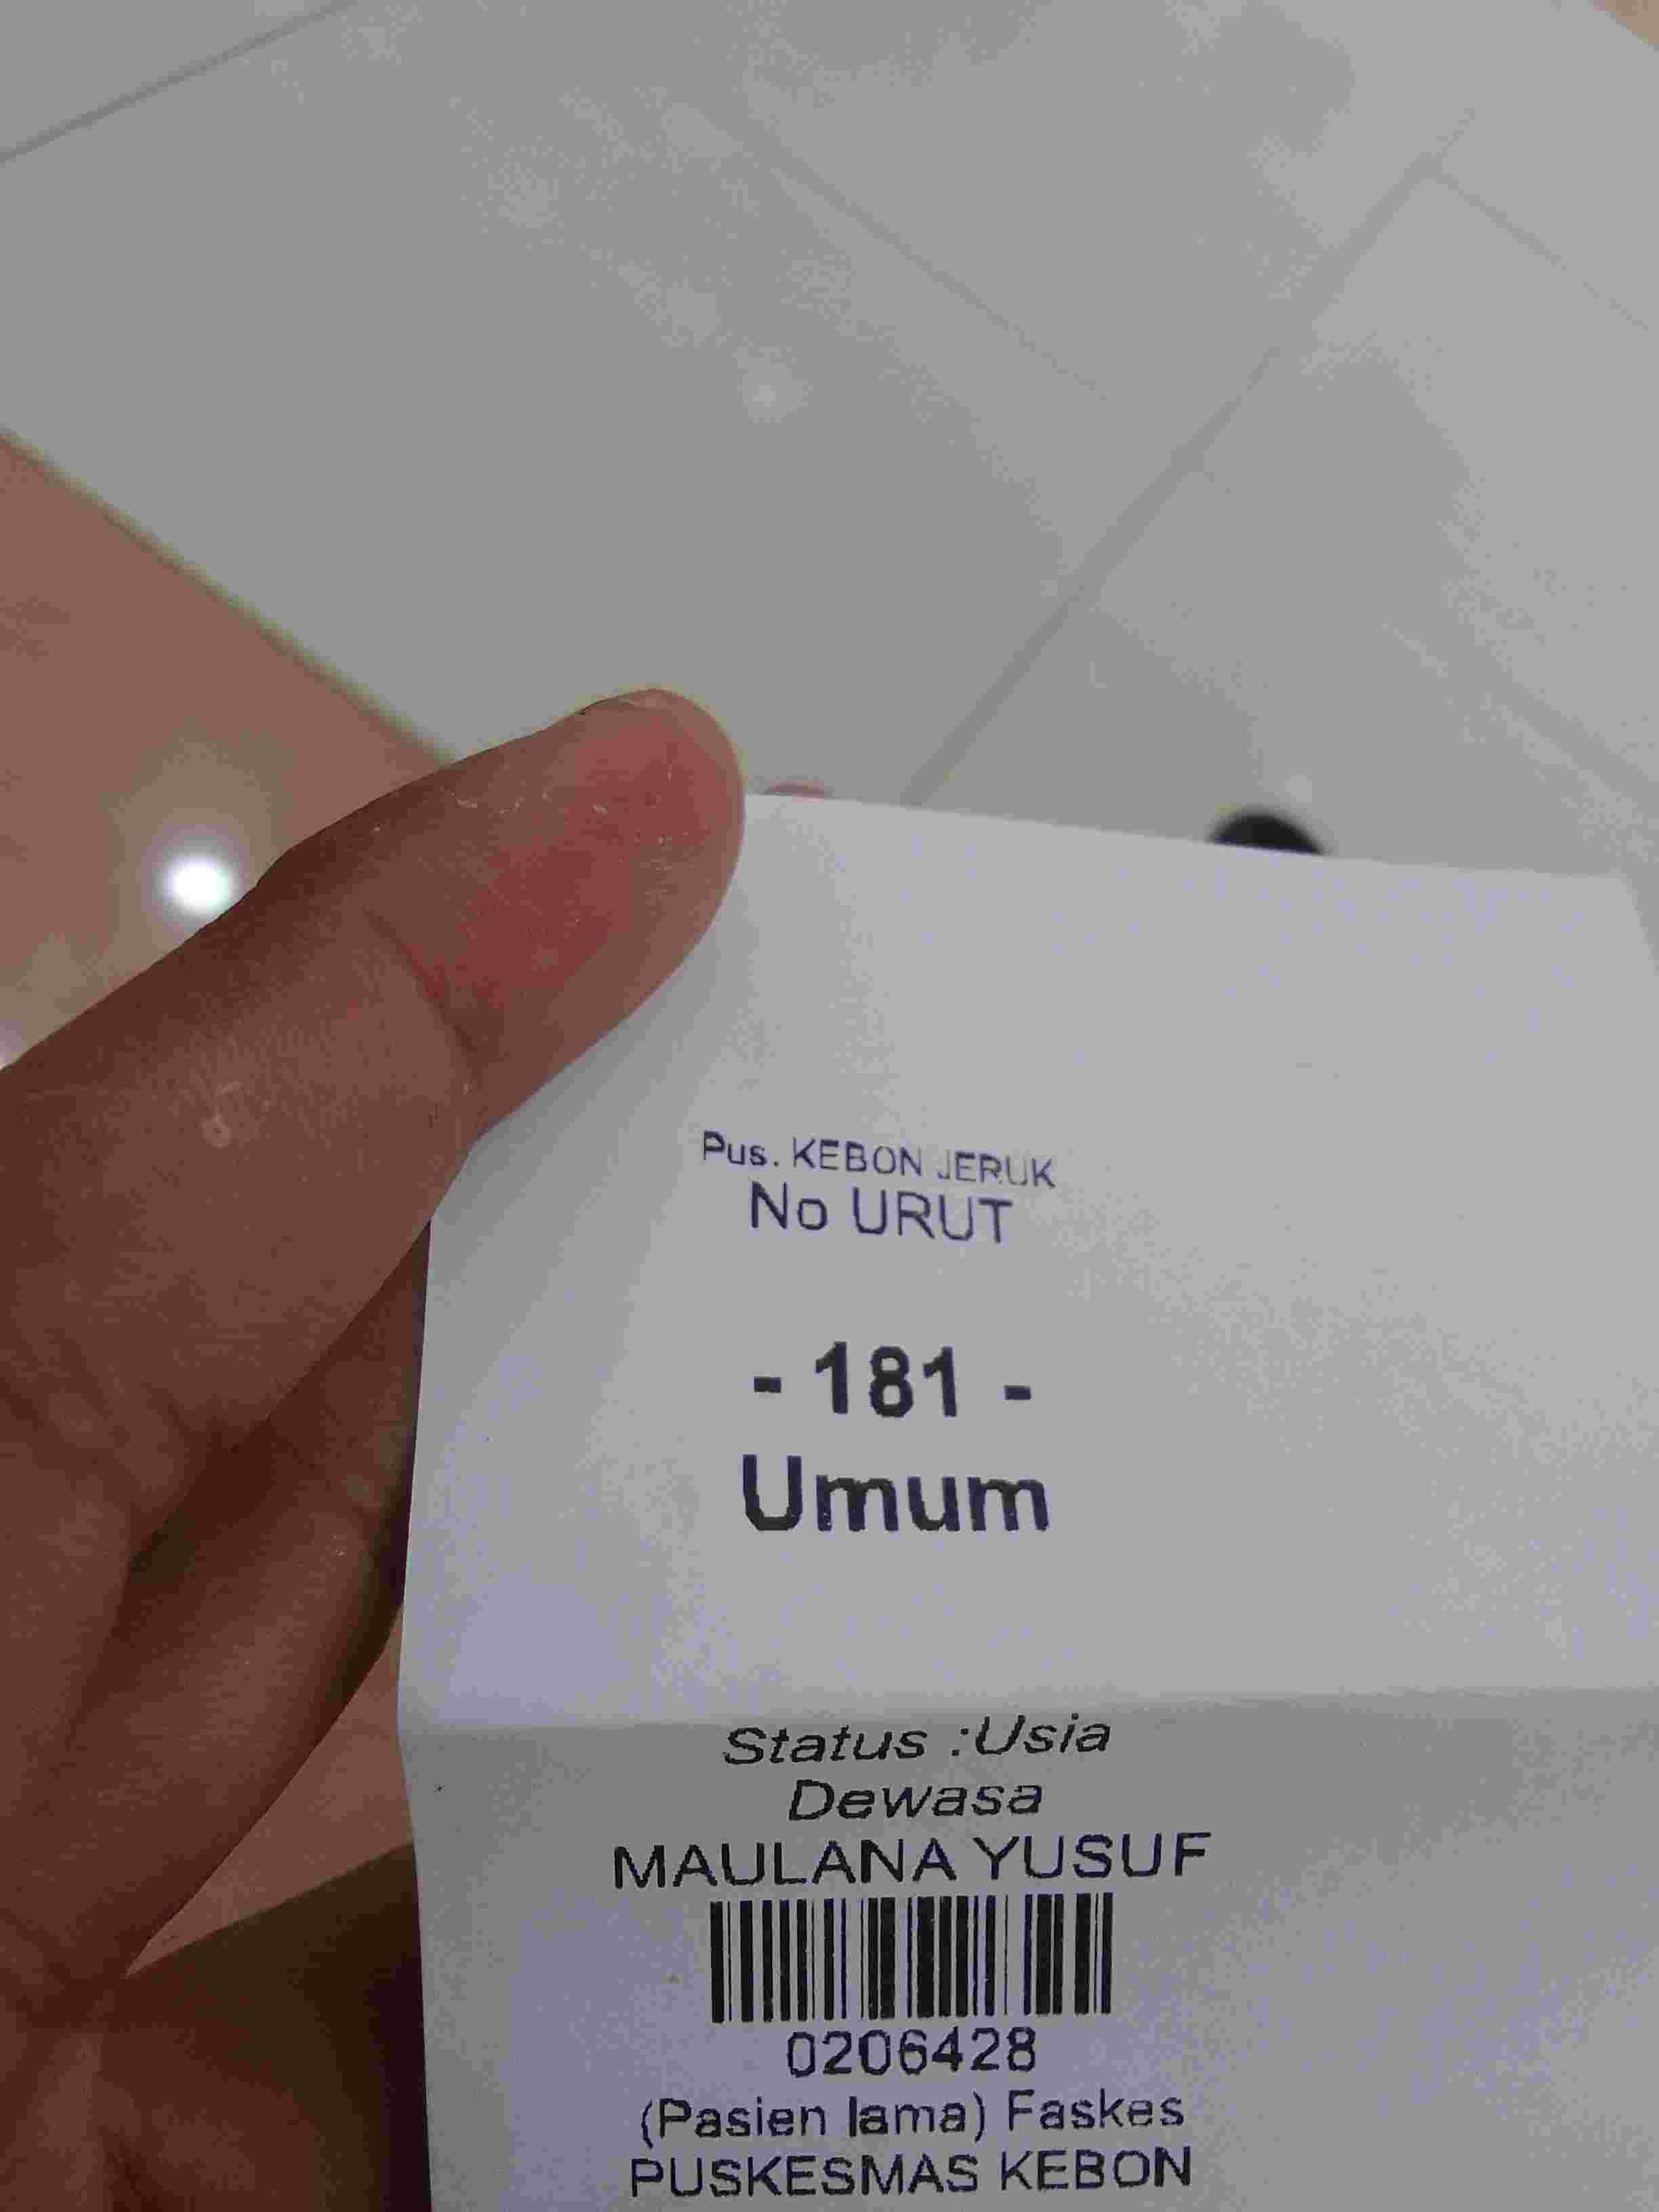 Pus. KEBON JERUK
No URUT
- 181 -
Umum
Status :Usia
Dewasa
MAULANA YUSUF
0206428
(Pasien lama) Faskes
PUSKESMAS KEBON